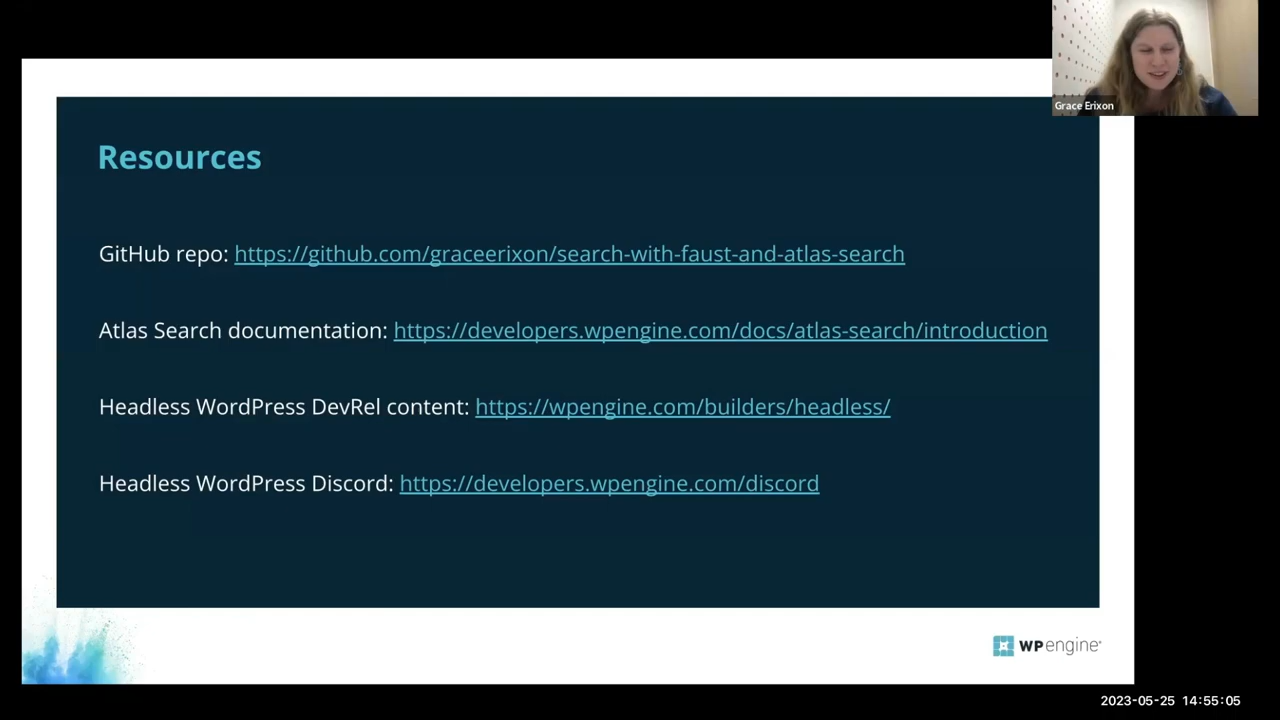 Grace Erixon
Resources
GitHub repo: https://github.com/graceerixon/search-with-faust-and-atlas-search
Atlas Search documentation: https://developers.wpengine.com/docs/atlas-search/introduction
Headless WordPress DevRel content: https://wpengine.com/builders/headless/
Headless WordPress Discord: https://developers.wpengine.com/discord
WP engine
2023-05-25 14:55:05